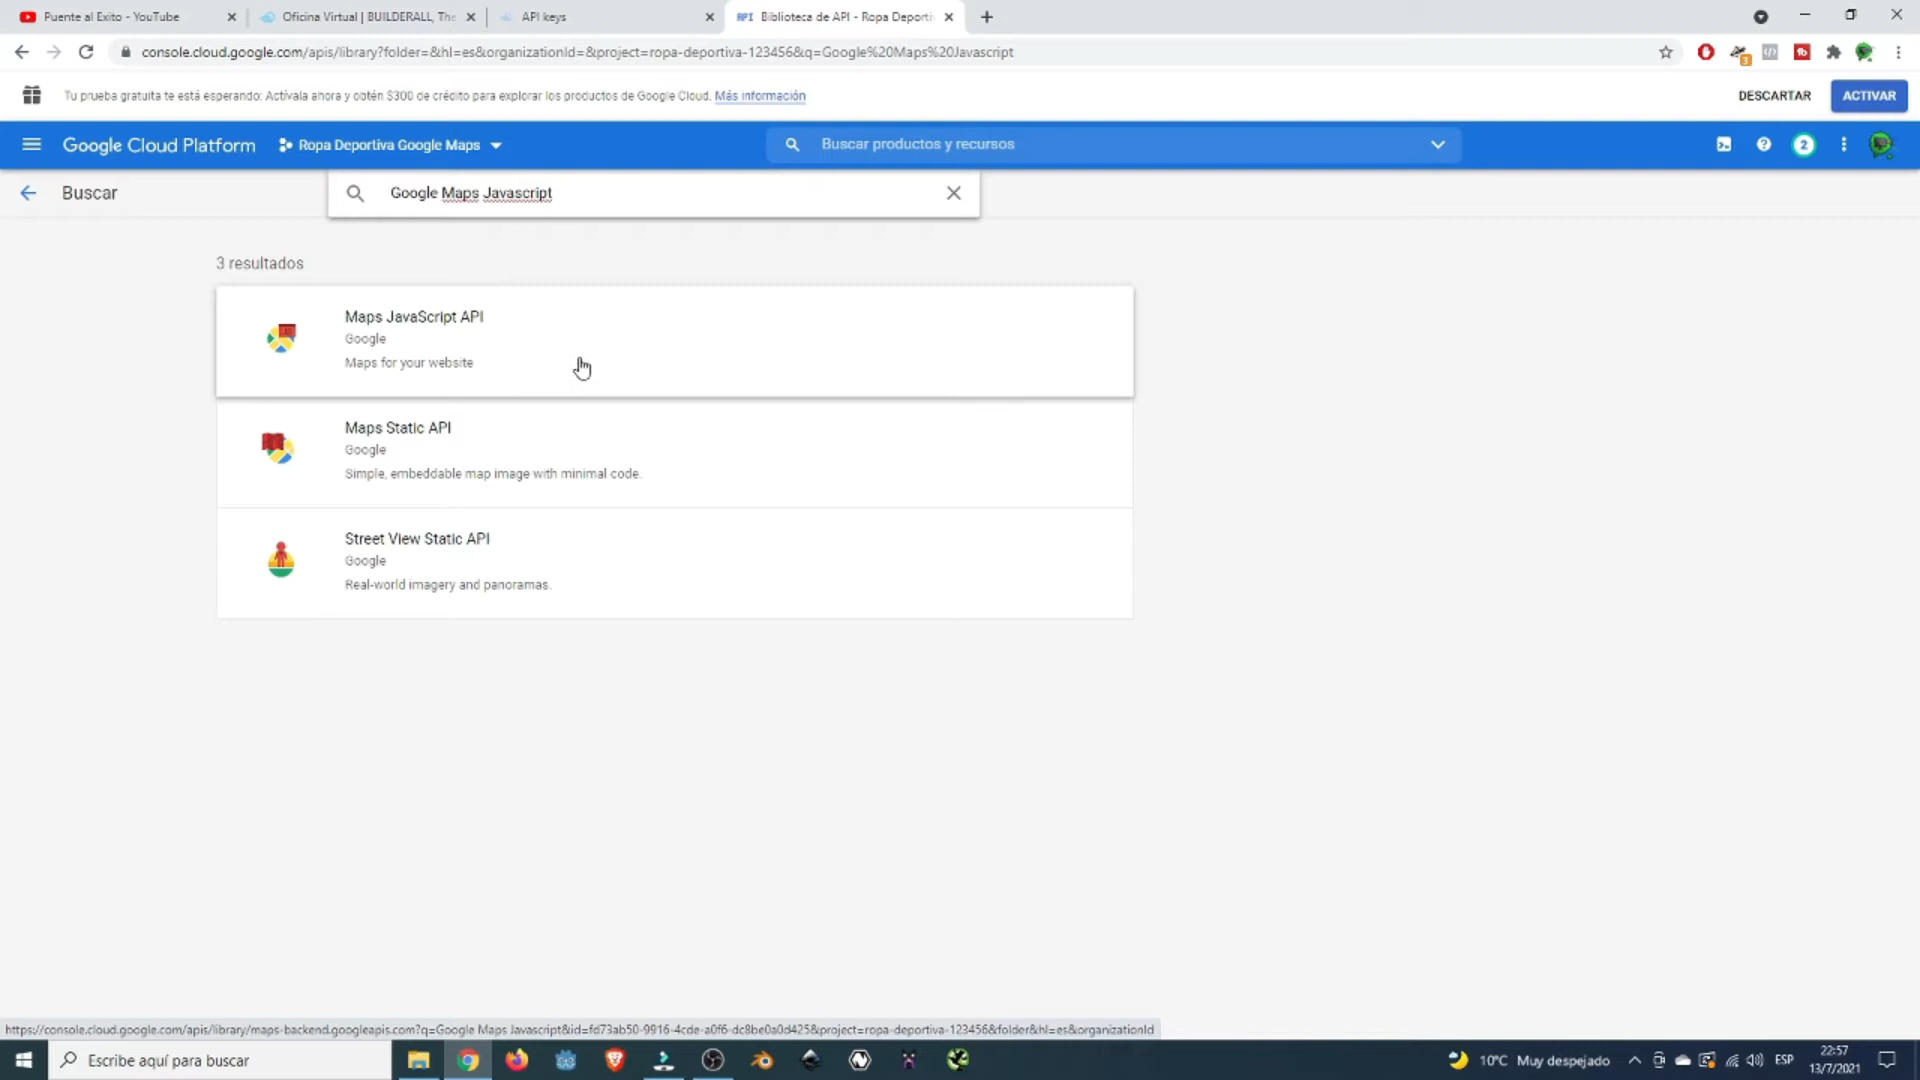 Puente al Exito - YouTube
Oficina Virtual | BUILDERALL, The
API keys
API Biblioteca de API - Ropa Deporti
console.cloud.google.com/apis/library?folder=&hl=es&organizationId=&project=ropa-deportiva-123456&q=Google%20Maps%20Javascript
3
Tu prueba gratuita te está esperando: Actívala ahora y obtén $300 de crédito para explorar los productos de Google Cloud. Más información
DESCARTAR
ACTIVAR
Google Cloud Platform
Ropa Deportiva Google Maps
Buscar productos y recursos
2
Buscar
Google Maps Javascript
3 resultados
Maps JavaScript API
Google
Maps for your website
Maps Static API
Google
Simple, embeddable map image with minimal code.
Street View Static API
Google
Real-world imagery and panoramas.
https://console.cloud.google.com/apis/library/maps-backend.googleapis.com?q=Google Maps Javascript&id=fd73ab50-9916-4cde-a0f6-dc8be0a0d425&project=ropa-deportiva-123456&folder&hl=es&organizationId
Escribe aquí para buscar
10°C Muy despejado
ESP
22:57
13/7/2021